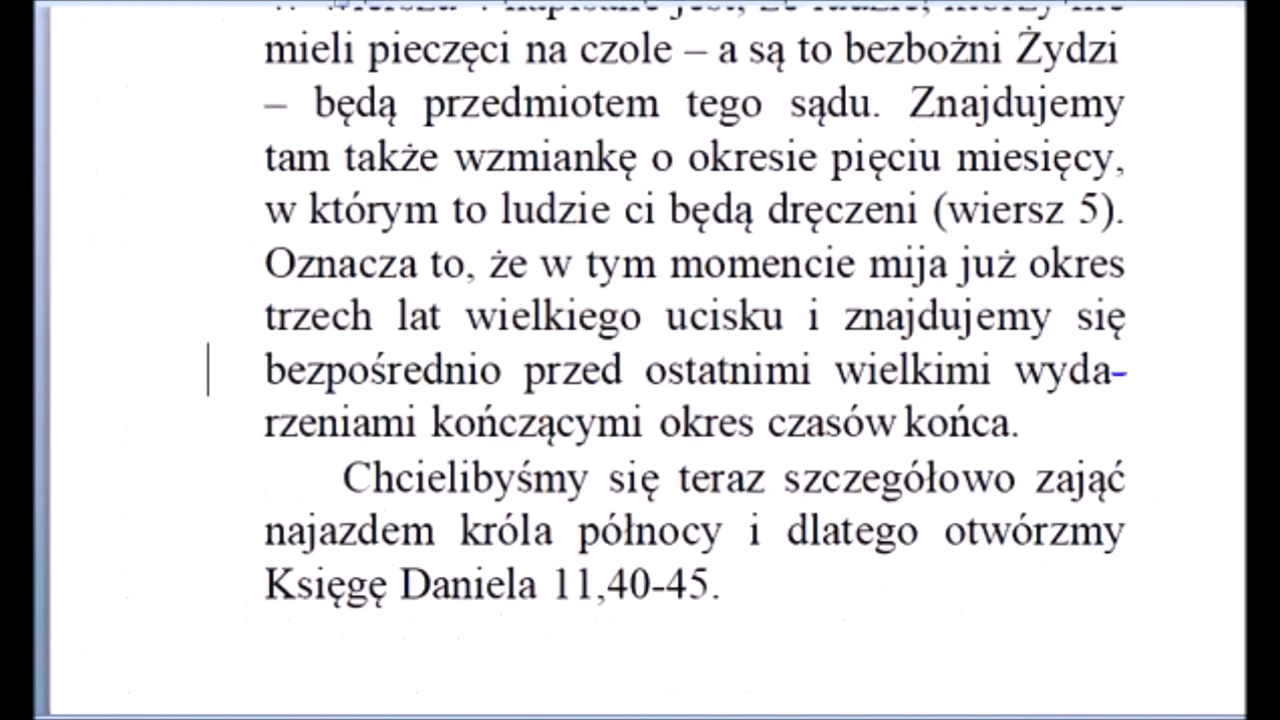 mieli pieczęci na czole – a są to bezbożni Żydzi
– będą przedmiotem tego sądu. Znajdujemy
tam także wzmiankę o okresie pięciu miesięcy,
w którym to ludzie ci będą dręczeni (wiersz 5).
Oznacza to, że w tym momencie mija już okres
trzech lat wielkiego ucisku i znajdujemy się
bezpośrednio przed ostatnimi wielkimi wyda-
rzeniami kończącymi okres czasów końca.
Chcielibyśmy się teraz szczegółowo zająć
najazdem króla północy i dlatego otwórzmy
Księgę Daniela 11,40-45.